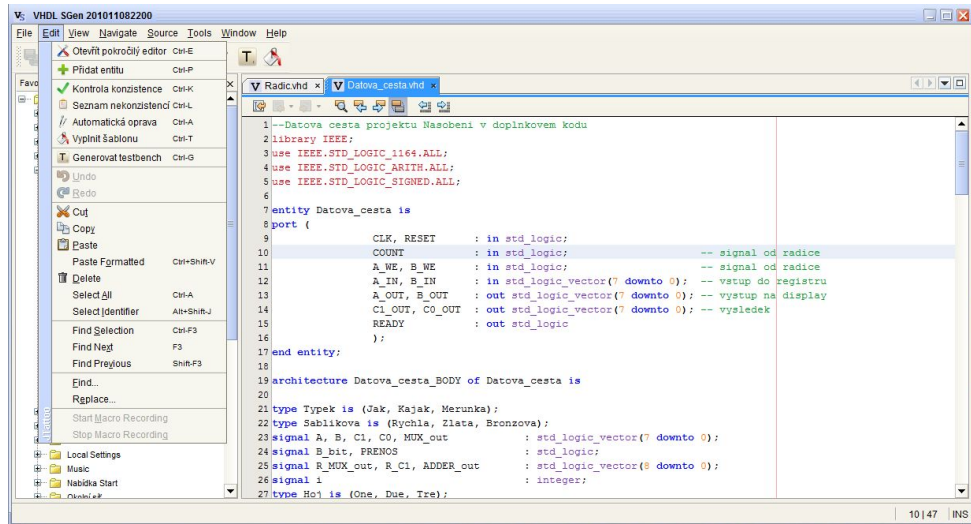 VHDL SGen 201011082200
File Edit View Navigate Source Tools Window Help
Otevřít pokročilý editor Ctrl-E
Přidat entitu Ctrl-P
Kontrola konzistence Ctrl-K
Seznam nekonzistencí Ctrl-L
Automatická oprava Ctrl-A
Vyplnit šablonu Ctrl-T
Generovat testbench Ctrl-G
Undo
Redo
Cut
Copy
Paste
Paste Formatted Ctrl+Shift-V
Delete
Select All Ctrl-A
Select Identifier Alt+Shift-J
Find Selection Ctrl-F3
Find Next F3
Find Previous Shift-F3
Find...
Replace...
Start Macro Recording
Stop Macro Recording
Favo
Local Settings
Music
Nabídka Start
Okolní síť
Radic.vhd × Datova_cesta.vhd ×
1 --Datova cesta projektu Nasobeni v doplnkovem kodu
2 library IEEE;
3 use IEEE.STD_LOGIC_1164.ALL;
4 use IEEE.STD_LOGIC_ARITH.ALL;
5 use IEEE.STD_LOGIC_SIGNED.ALL;
6
7 entity Datova_cesta is
8 port (
9 CLK, RESET : in std_logic;
10 COUNT : in std_logic; -- signal od radice
11 A_WE, B_WE : in std_logic; -- signal od radice
12 A_IN, B_IN : in std_logic_vector(7 downto 0); -- vstup do registru
13 A_OUT, B_OUT : out std_logic_vector(7 downto 0); -- vystup na display
14 C1_OUT, C0_OUT : out std_logic_vector(7 downto 0); -- vysledek
15 READY : out std_logic
16 );
17 end entity;
18
19 architecture Datova_cesta_BODY of Datova_cesta is
20
21 type Typek is (Jak, Kajak, Merunka);
22 type Sablikova is (Rychla, Zlata, Bronzova);
23 signal A, B, C1, C0, MUX_out : std_logic_vector(7 downto 0);
24 signal B_bit, PRENOS : std_logic;
25 signal R_MUX_out, R_C1, ADDER_out : std_logic_vector(8 downto 0);
26 signal i : integer;
27 type Hoj is (One, Due, Tre);
10|47 INS